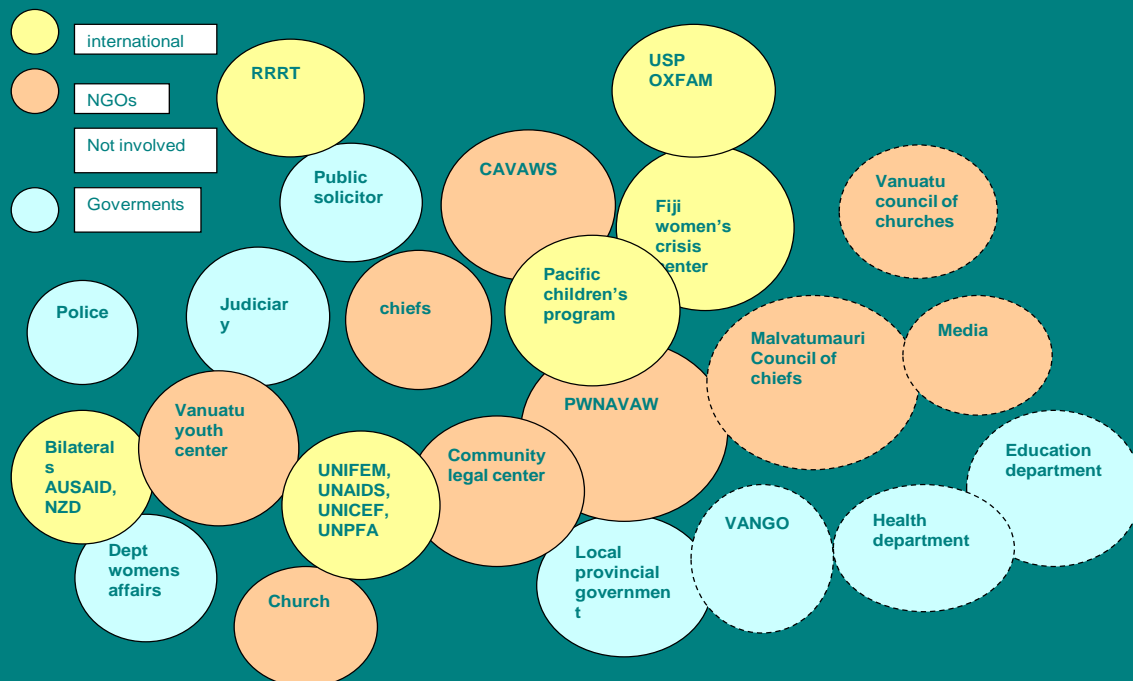 international
NGOs
Not involved
Goverments
RRRT
USP
OXFAM
Public
solicitor
CAVAWS
Fiji
women's
crisis
center
Vanuatu
council of
churches
Police
Judiciar
y
chiefs
Pacific
children's
program
Malvatumauri
Council of
chiefs
Media
PWNAVAW
Vanuatu
youth
center
Bilateral
s
AUSAID,
NZD
UNIFEM,
UNAIDS,
UNICEF,
UNPFA
Community
legal center
Education
department
VANGO
Health
department
Dept
womens
affairs
Local
provincial
governmen
t
Church